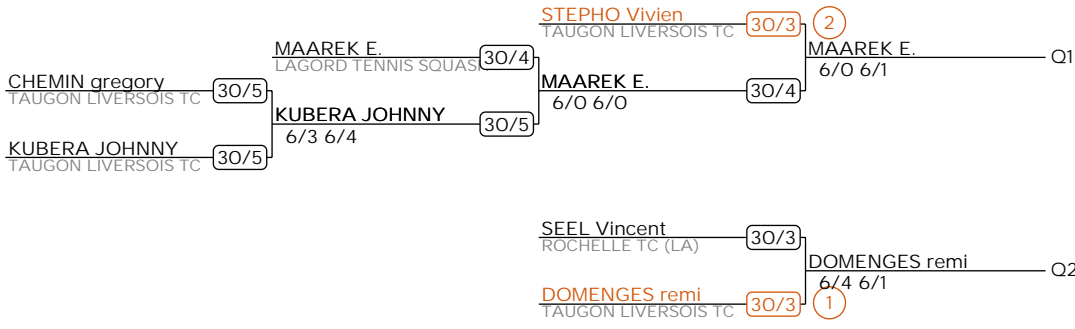 STEPHO Vivien 30/3 2
TAUGON LIVERSOIS TC
MAAREK E. 30/4
LAGORD TENNIS SQUASH
MAAREK E. Q1
6/0 6/1
CHEMIN gregory 30/5
TAUGON LIVERSOIS TC
MAAREK E. 30/4
6/0 6/0
KUBERA JOHNNY 30/5
6/3 6/4
KUBERA JOHNNY 30/5
TAUGON LIVERSOIS TC
SEEL Vincent 30/3
ROCHELLE TC (LA)
DOMENGES remi Q2
6/4 6/1
DOMENGES remi 30/3 1
TAUGON LIVERSOIS TC